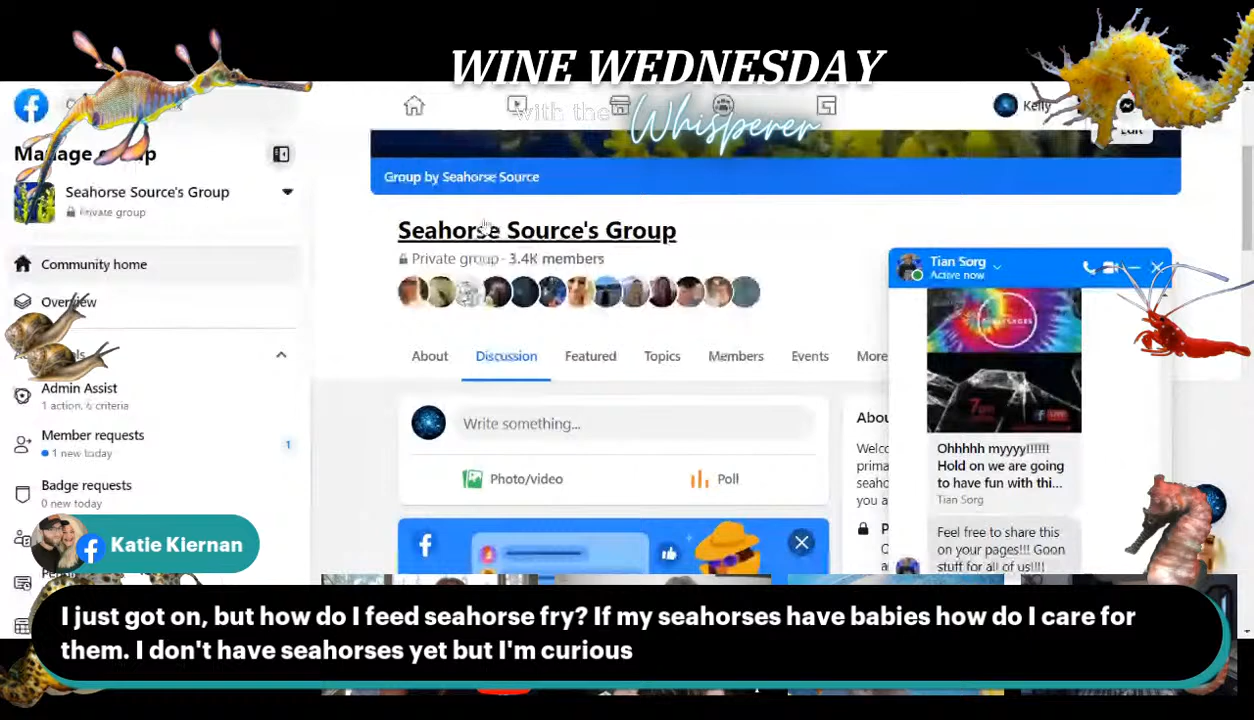 WINE WEDNESDAY
with the Whisperer
Kelly
Edit
Group by Seahorse Source
Seahorse Source's Group
Private group
Community home
Overview
Admin Assist
1 action, 6 criteria
Member requests
1 new today
1
Badge requests
0 new today
Seahorse Source's Group
Private group · 3.4K members
About
Discussion
Featured
Topics
Members
Events
More
Write something...
Photo/video
Poll
Tian Sorg
Active now
Ohhhhh myyyy!!!!!!
Hold on we are going
to have fun with thi...
Tian Sorg
Feel free to share this
on your pages!!! Goon
stuff for all of us!!!!
Katie Kiernan
I just got on, but how do I feed seahorse fry? If my seahorses have babies how do I care for
them. I don't have seahorses yet but I'm curious